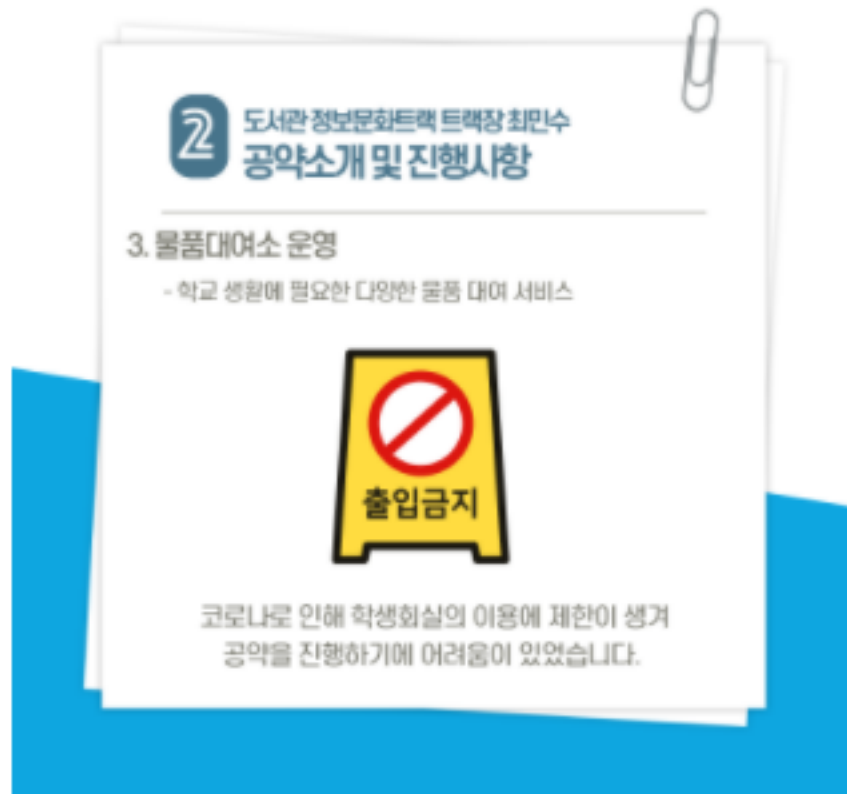 2
도서관 정보문화트랙 트랙장 최민수
공약소개 및 진행사항
3. 물품대여소 운영
- 학교 생활에 필요한 다양한 물품 대여 서비스
출입금지
코로나로 인해 학생회실의 이용에 제한이 생겨
공약을 진행하기에 어려움이 있었습니다.